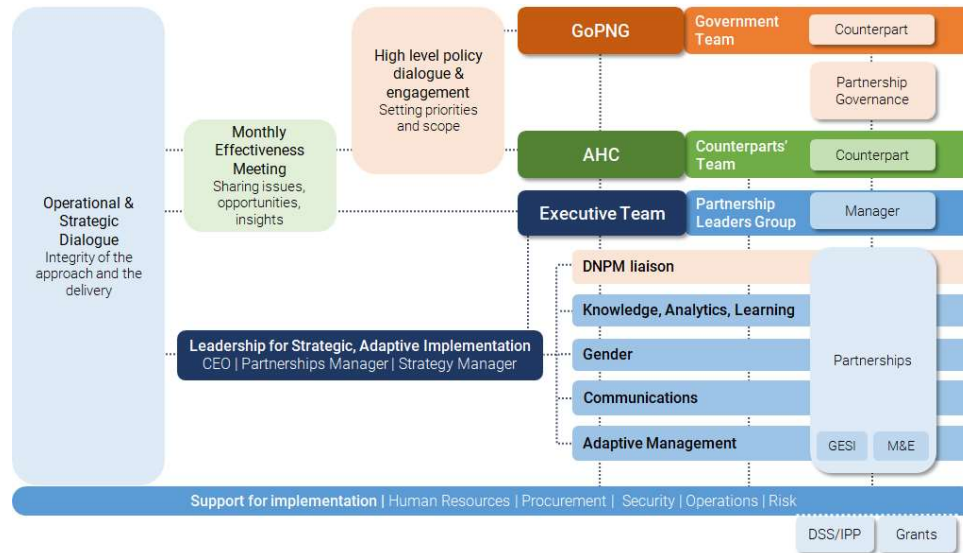 Operational &
Strategic
Dialogue
Integrity of the
approach and the
delivery
Monthly
Effectiveness
Meeting
Sharing issues,
opportunities,
insights
High level policy
dialogue &
engagement
Setting priorities
and scope
GoPNG
Government
Team
Counterpart
Partnership
Governance
AHC
Counterparts'
Team
Counterpart
Executive Team
Partnership
Leaders Group
Manager
Leadership for Strategic, Adaptive Implementation
CEO | Partnerships Manager | Strategy Manager
DNPM liaison
Knowledge, Analytics, Learning
Gender
Communications
Adaptive Management
Partnerships
GESI
M&E
Support for implementation | Human Resources | Procurement | Security | Operations | Risk
DSS/IPP
Grants